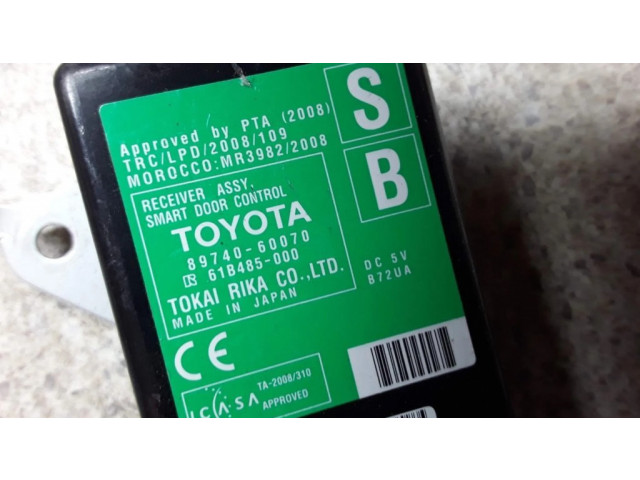 Approved by PTA (2008)
TRC/LPD/2008/109
MOROCCO:MR3982/2008
S
B
RECEIVER ASSY,
SMART DOOR CONTROL
TOYOTA
89740-60070
61B485-000
TOKAI RIKA CO.,LTD.
MADE IN JAPAN
DC 5V
B72UA
CE
TA-2008/310
ICASA APPROVED